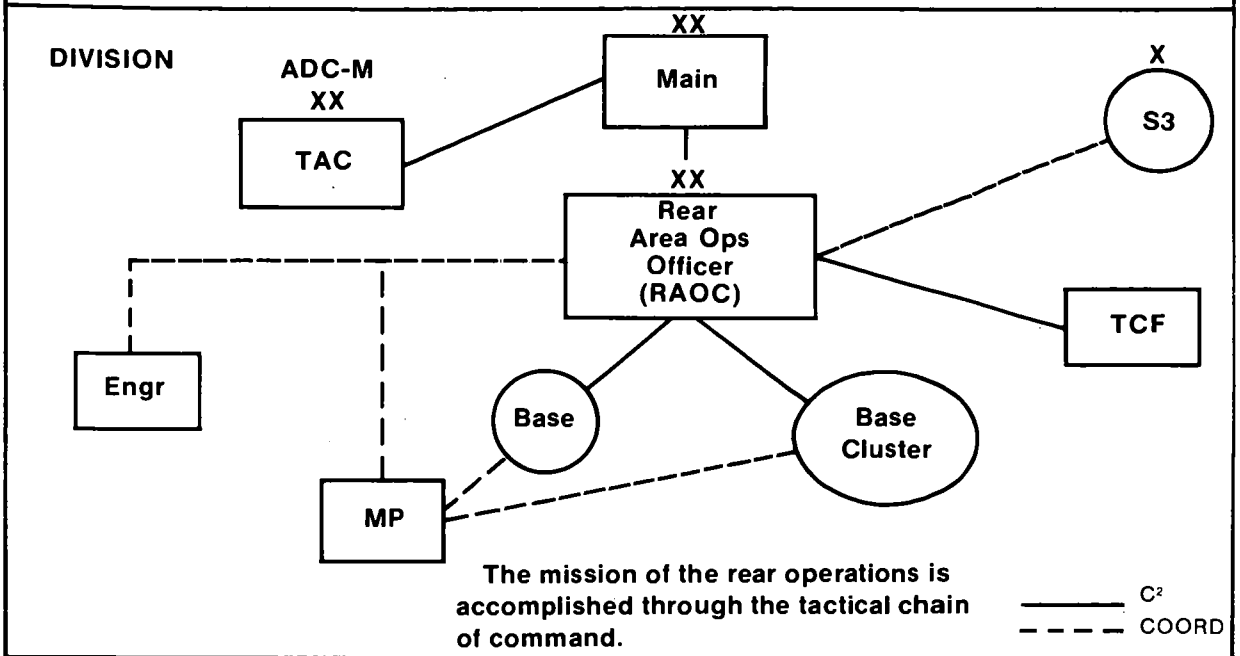 DIVISION
ADC-M
XX
TAC
XX
Main
X
S3
XX
Rear
Area Ops
Officer
(RAOC)
TCF
Engr
Base
Base
Cluster
MP
The mission of the rear operations is
accomplished through the tactical chain
of command.
C²
COORD